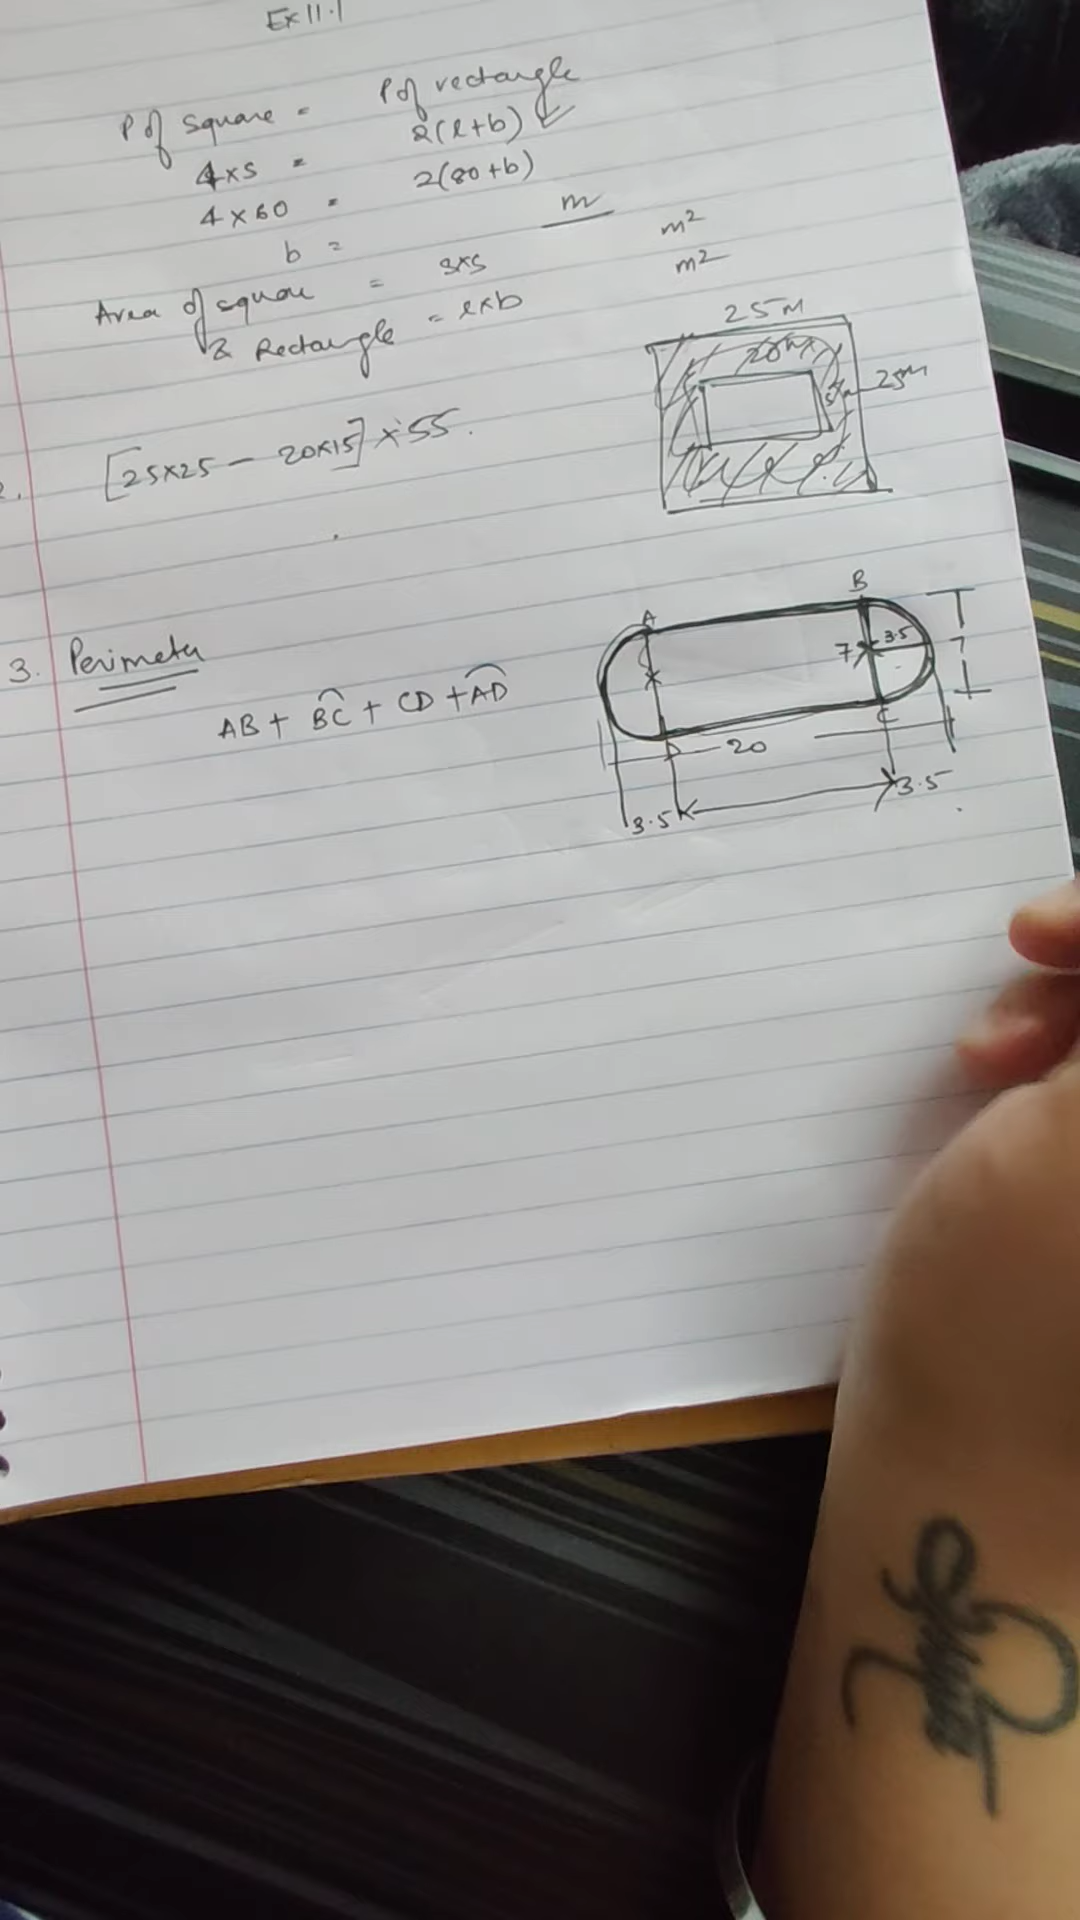 Ex 11.1
P of square = P of rectangle
4×s = 2(l+b)
4×60 = 2(80+b)
b = m
Area of square = s×s m²
& Rectangle = l×b m²
25M
20m
25M
2. [25×25 - 20×15] ×55.
3. Perimeter
AB + BC + CD + AD
A
B
7
3.5
7
C
D
20
3.5
3.5